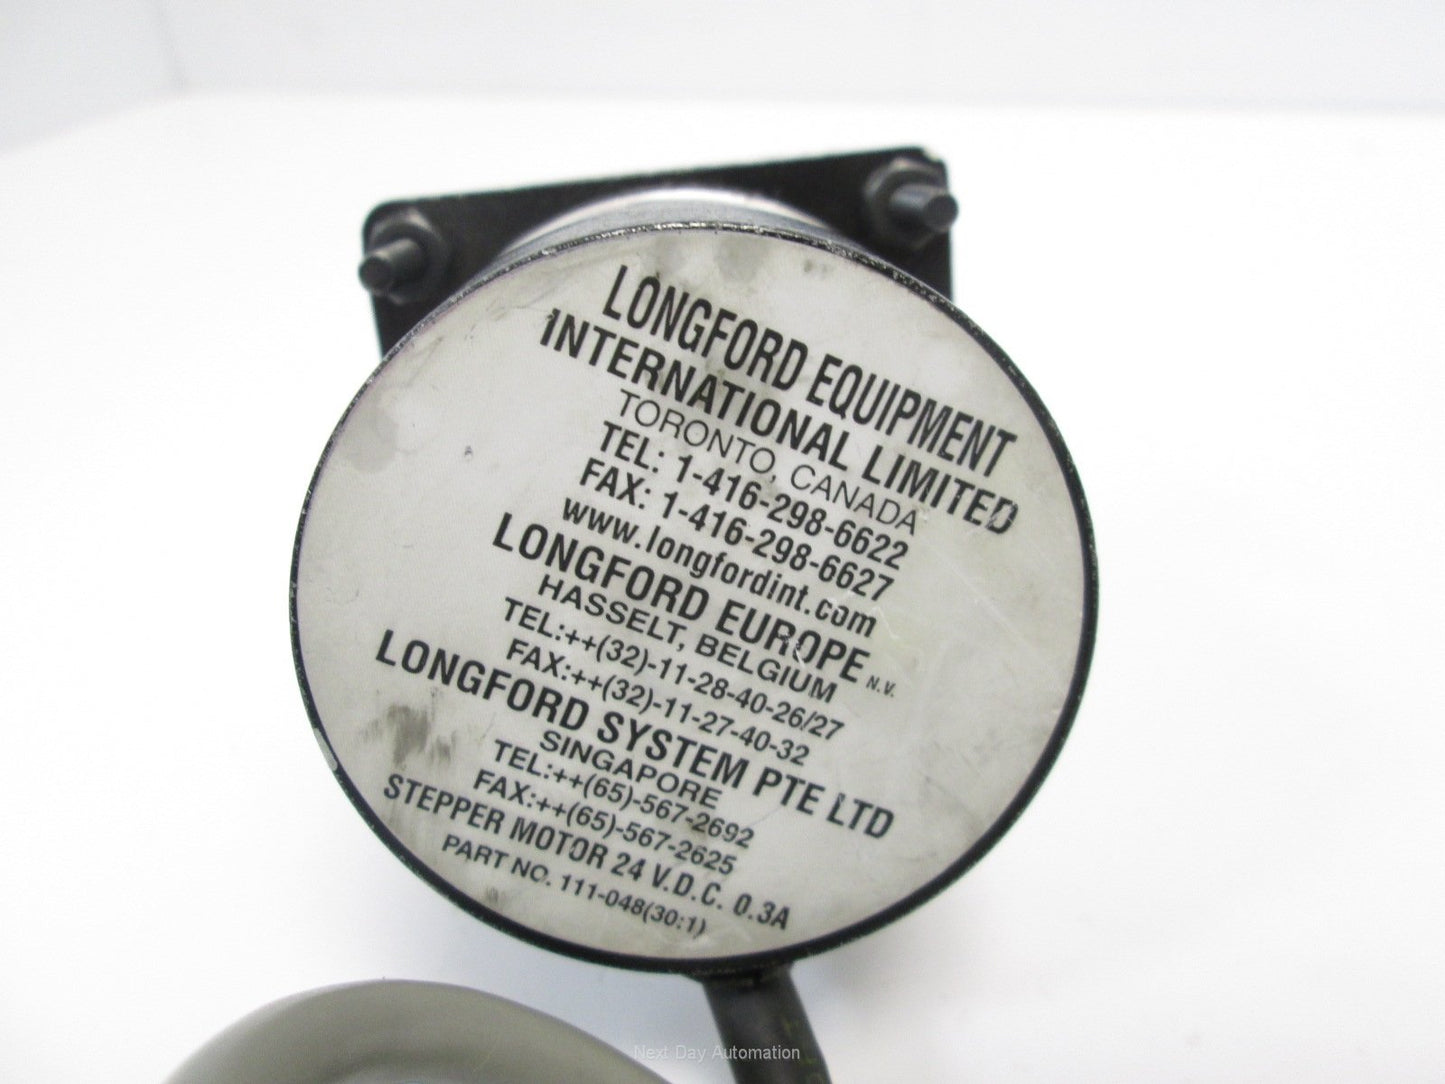 LONGFORD EQUIPMENT
INTERNATIONAL LIMITED
TORONTO, CANADA
TEL: 1-416-298-6622
FAX: 1-416-298-6627
www.longfordint.com
LONGFORD EUROPE N.V.
HASSELT, BELGIUM
TEL:++(32)-11-28-40-26/27
FAX:++(32)-11-27-40-32
LONGFORD SYSTEM PTE LTD
SINGAPORE
TEL:++(65)-567-2692
FAX:++(65)-567-2625
STEPPER MOTOR 24 V.D.C. 0.3A
PART NO. 111-048(30:1)
Next Day Automation